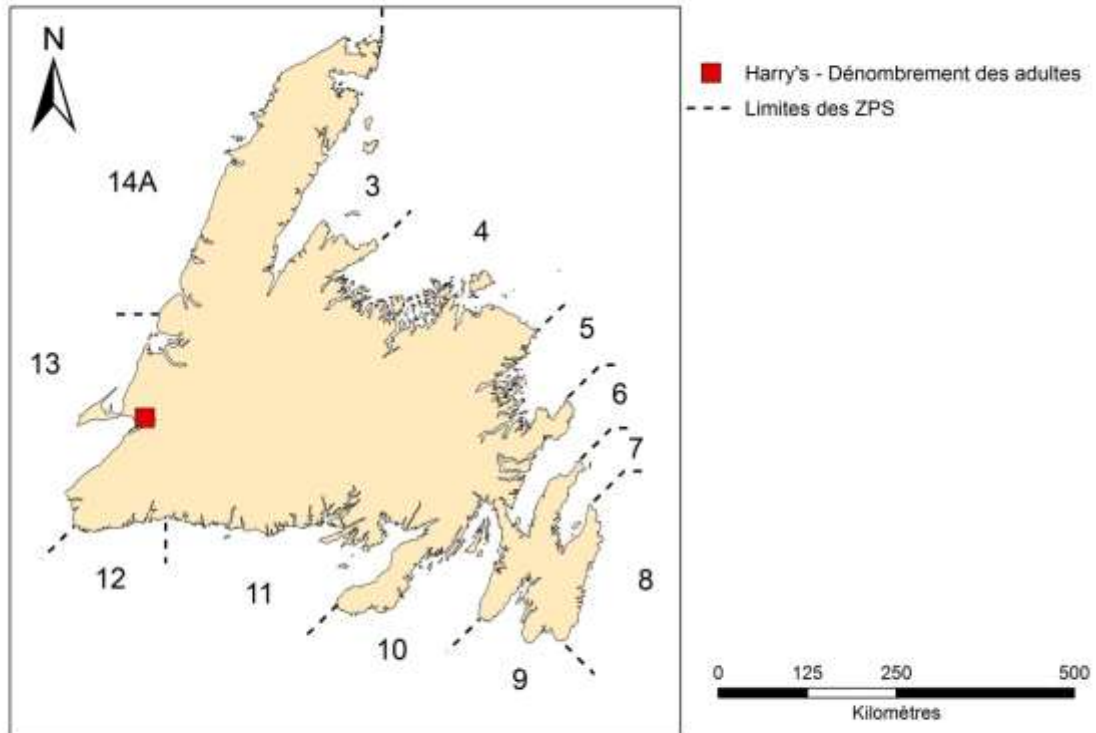 N
Harry's - Dénombrement des adultes
Limites des ZPS
14A
3
4
5
13
6
7
8
12
11
10
9
0 125 250 500
Kilomètres